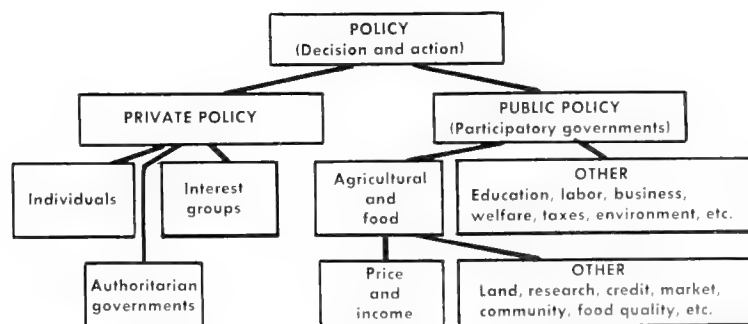 POLICY
(Decision and action)
PRIVATE POLICY
PUBLIC POLICY
(Participatory governments)
Individuals
Interest
groups
Agricultural
and
food
OTHER
Education, labor, business,
welfare, taxes, environment, etc.
Authoritarian
governments
Price
and
income
OTHER
Land, research, credit, market,
community, food quality, etc.